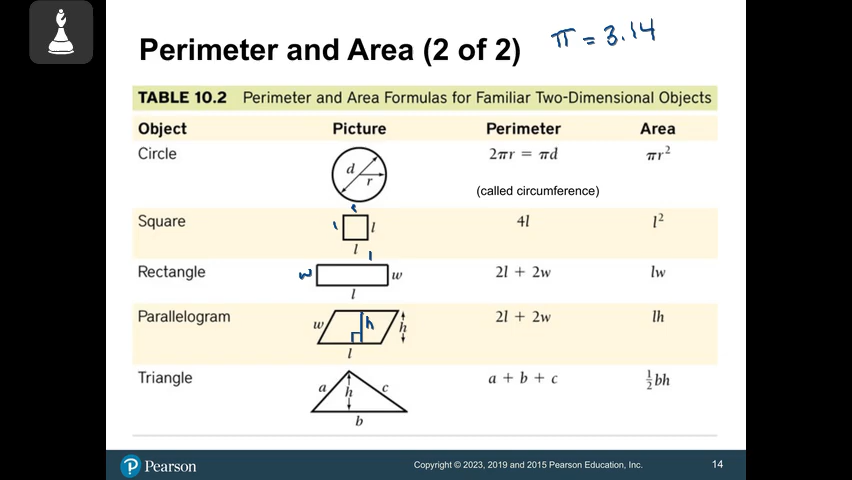 Perimeter and Area (2 of 2)
π = 3.14
TABLE 10.2 Perimeter and Area Formulas for Familiar Two-Dimensional Objects
Object Picture Perimeter Area
Circle d r 2πr = πd πr²
(called circumference)
Square l l l l 4l l²
Rectangle l w w l 2l + 2w lw
Parallelogram w h h l 2l + 2w lh
Triangle a h c b a + b + c ½bh
Pearson
Copyright © 2023, 2019 and 2015 Pearson Education, Inc.
14